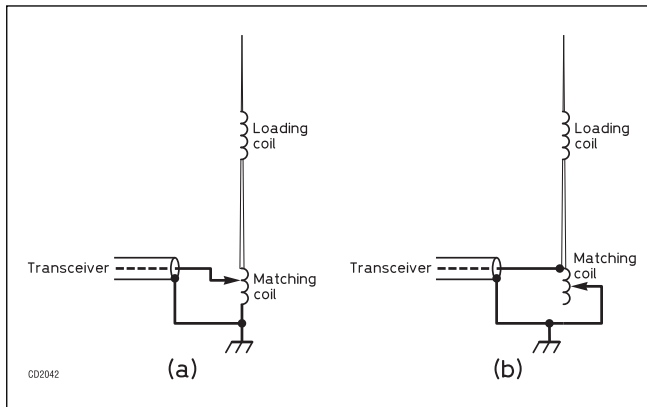 Loading
coil
Transceiver
Matching
coil
(a)
Loading
coil
Transceiver
Matching
coil
(b)
CD2042